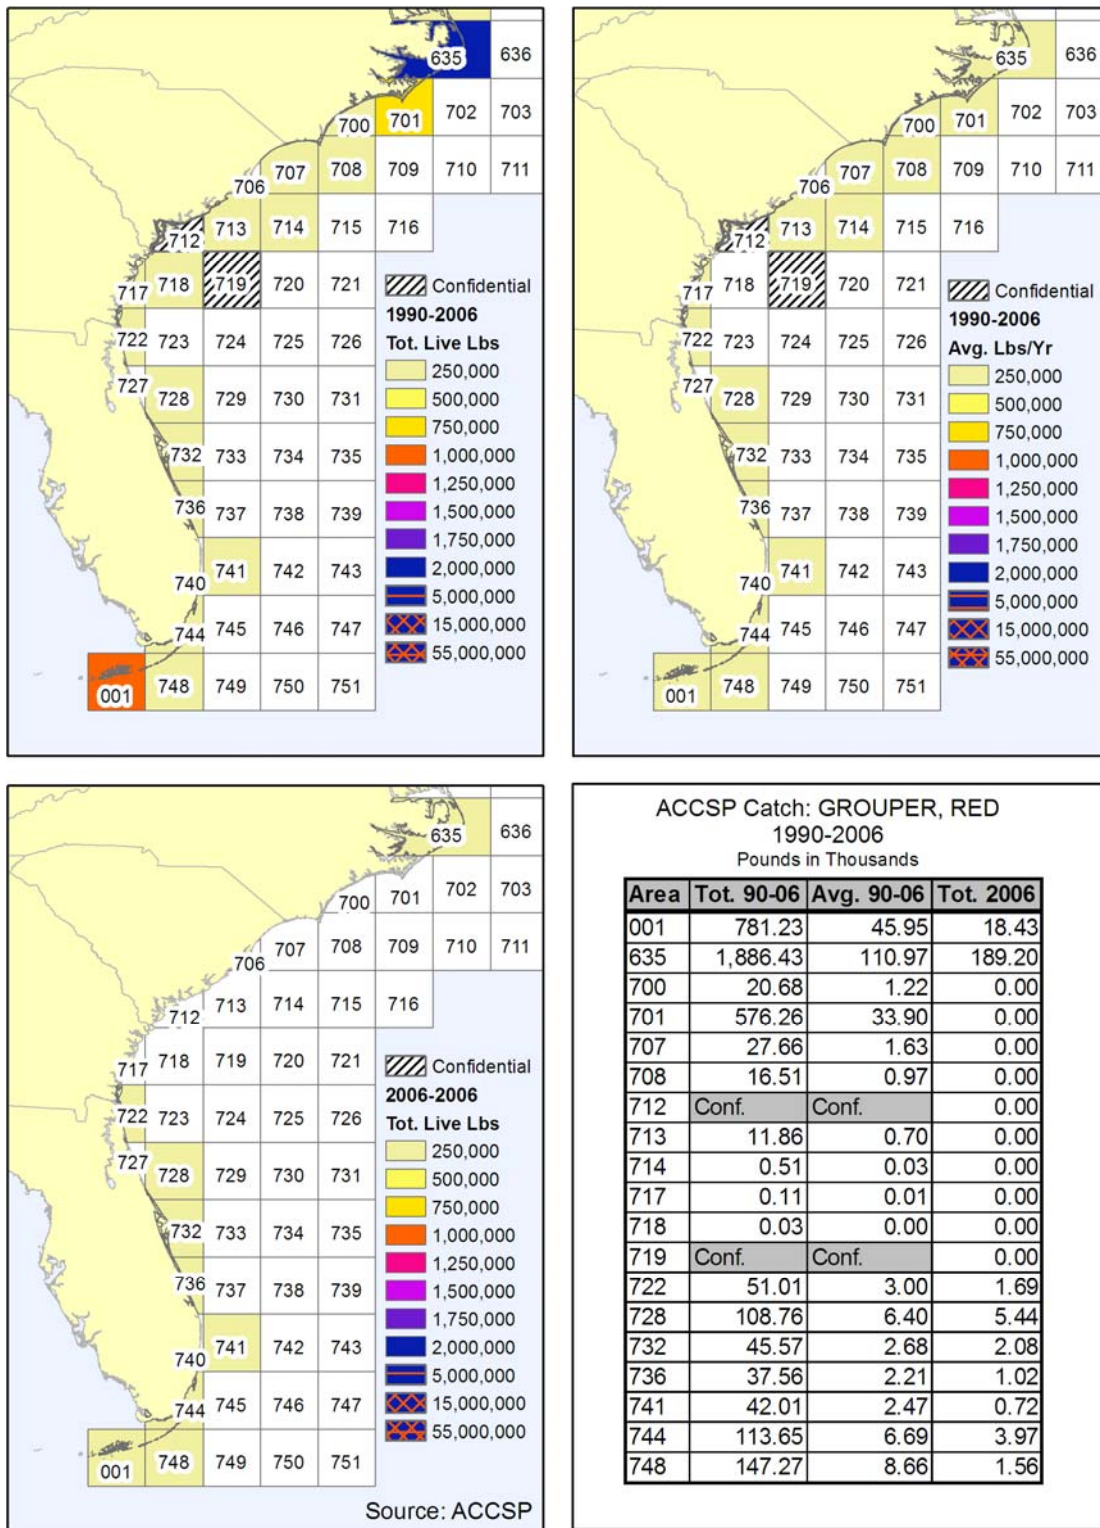 635 636
700 701 702 703
706 707 708 709 710 711
712 713 714 715 716
717 718 719 720 721
722 723 724 725 726
727 728 729 730 731
732 733 734 735
736 737 738 739
740 741 742 743
744 745 746 747
001 748 749 750 751
Confidential
1990-2006
Tot. Live Lbs
250,000
500,000
750,000
1,000,000
1,250,000
1,500,000
1,750,000
2,000,000
5,000,000
15,000,000
55,000,000
635 636
700 701 702 703
706 707 708 709 710 711
712 713 714 715 716
717 718 719 720 721
722 723 724 725 726
727 728 729 730 731
732 733 734 735
736 737 738 739
740 741 742 743
744 745 746 747
001 748 749 750 751
Confidential
1990-2006
Avg. Lbs/Yr
250,000
500,000
750,000
1,000,000
1,250,000
1,500,000
1,750,000
2,000,000
5,000,000
15,000,000
55,000,000
635 636
700 701 702 703
706 707 708 709 710 711
712 713 714 715 716
717 718 719 720 721
722 723 724 725 726
727 728 729 730 731
732 733 734 735
736 737 738 739
740 741 742 743
744 745 746 747
001 748 749 750 751
Confidential
2006-2006
Tot. Live Lbs
250,000
500,000
750,000
1,000,000
1,250,000
1,500,000
1,750,000
2,000,000
5,000,000
15,000,000
55,000,000
Source: ACCSP
ACCSP Catch: GROUPER, RED
1990-2006
Pounds in Thousands
Area Tot. 90-06 Avg. 90-06 Tot. 2006
001 781.23 45.95 18.43
635 1,886.43 110.97 189.20
700 20.68 1.22 0.00
701 576.26 33.90 0.00
707 27.66 1.63 0.00
708 16.51 0.97 0.00
712 Conf. Conf. 0.00
713 11.86 0.70 0.00
714 0.51 0.03 0.00
717 0.11 0.01 0.00
718 0.03 0.00 0.00
719 Conf. Conf. 0.00
722 51.01 3.00 1.69
728 108.76 6.40 5.44
732 45.57 2.68 2.08
736 37.56 2.21 1.02
741 42.01 2.47 0.72
744 113.65 6.69 3.97
748 147.27 8.66 1.56